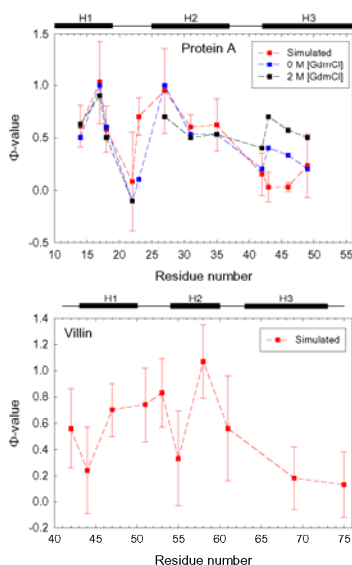 H1 H2 H3
Protein A
Simulated
0 M [GdmCl]
2 M [GdmCl]
Φ-value
1.5
1.0
0.5
0.0
-0.5
10 15 20 25 30 35 40 45 50 55
Residue number
H1 H2 H3
Villin
Simulated
Φ-value
1.4
1.2
1.0
0.8
0.6
0.4
0.2
0.0
-0.2
40 45 50 55 60 65 70 75
Residue number